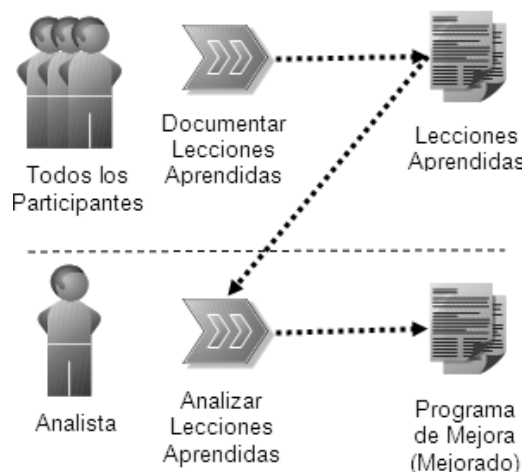 Todos los
Participantes
Documentar
Lecciones
Aprendidas
Lecciones
Aprendidas
Analista
Analizar
Lecciones
Aprendidas
Programa
de Mejora
(Mejorado)